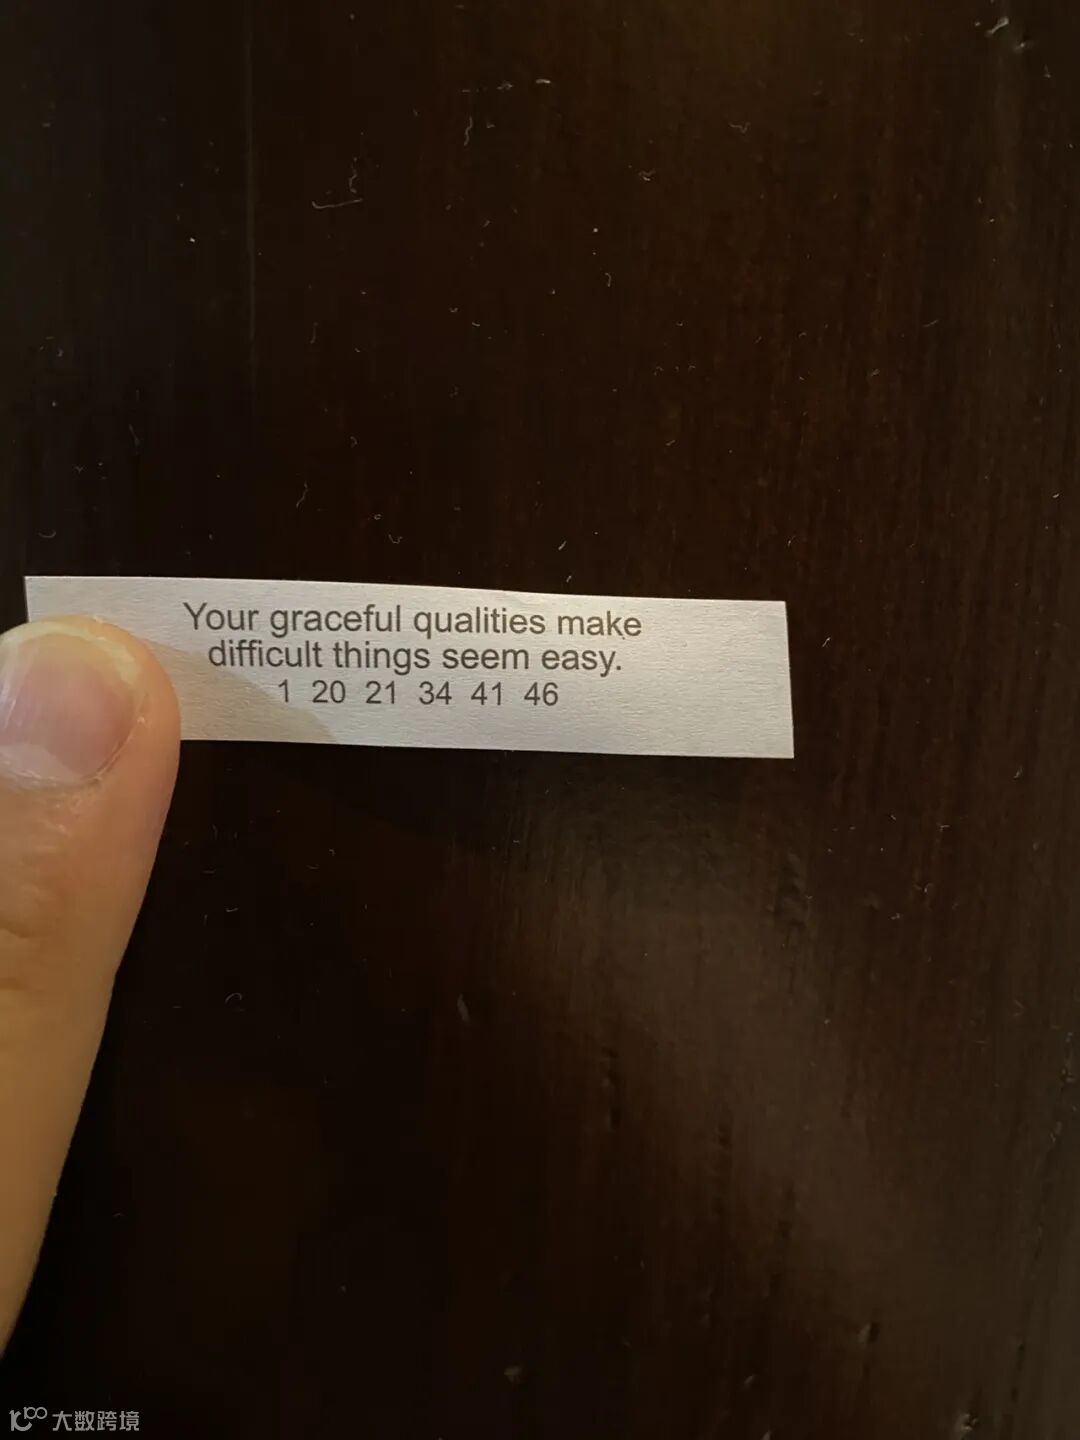 Your graceful qualities make
difficult things seem easy.
1 20 21 34 41 46
大数跨境